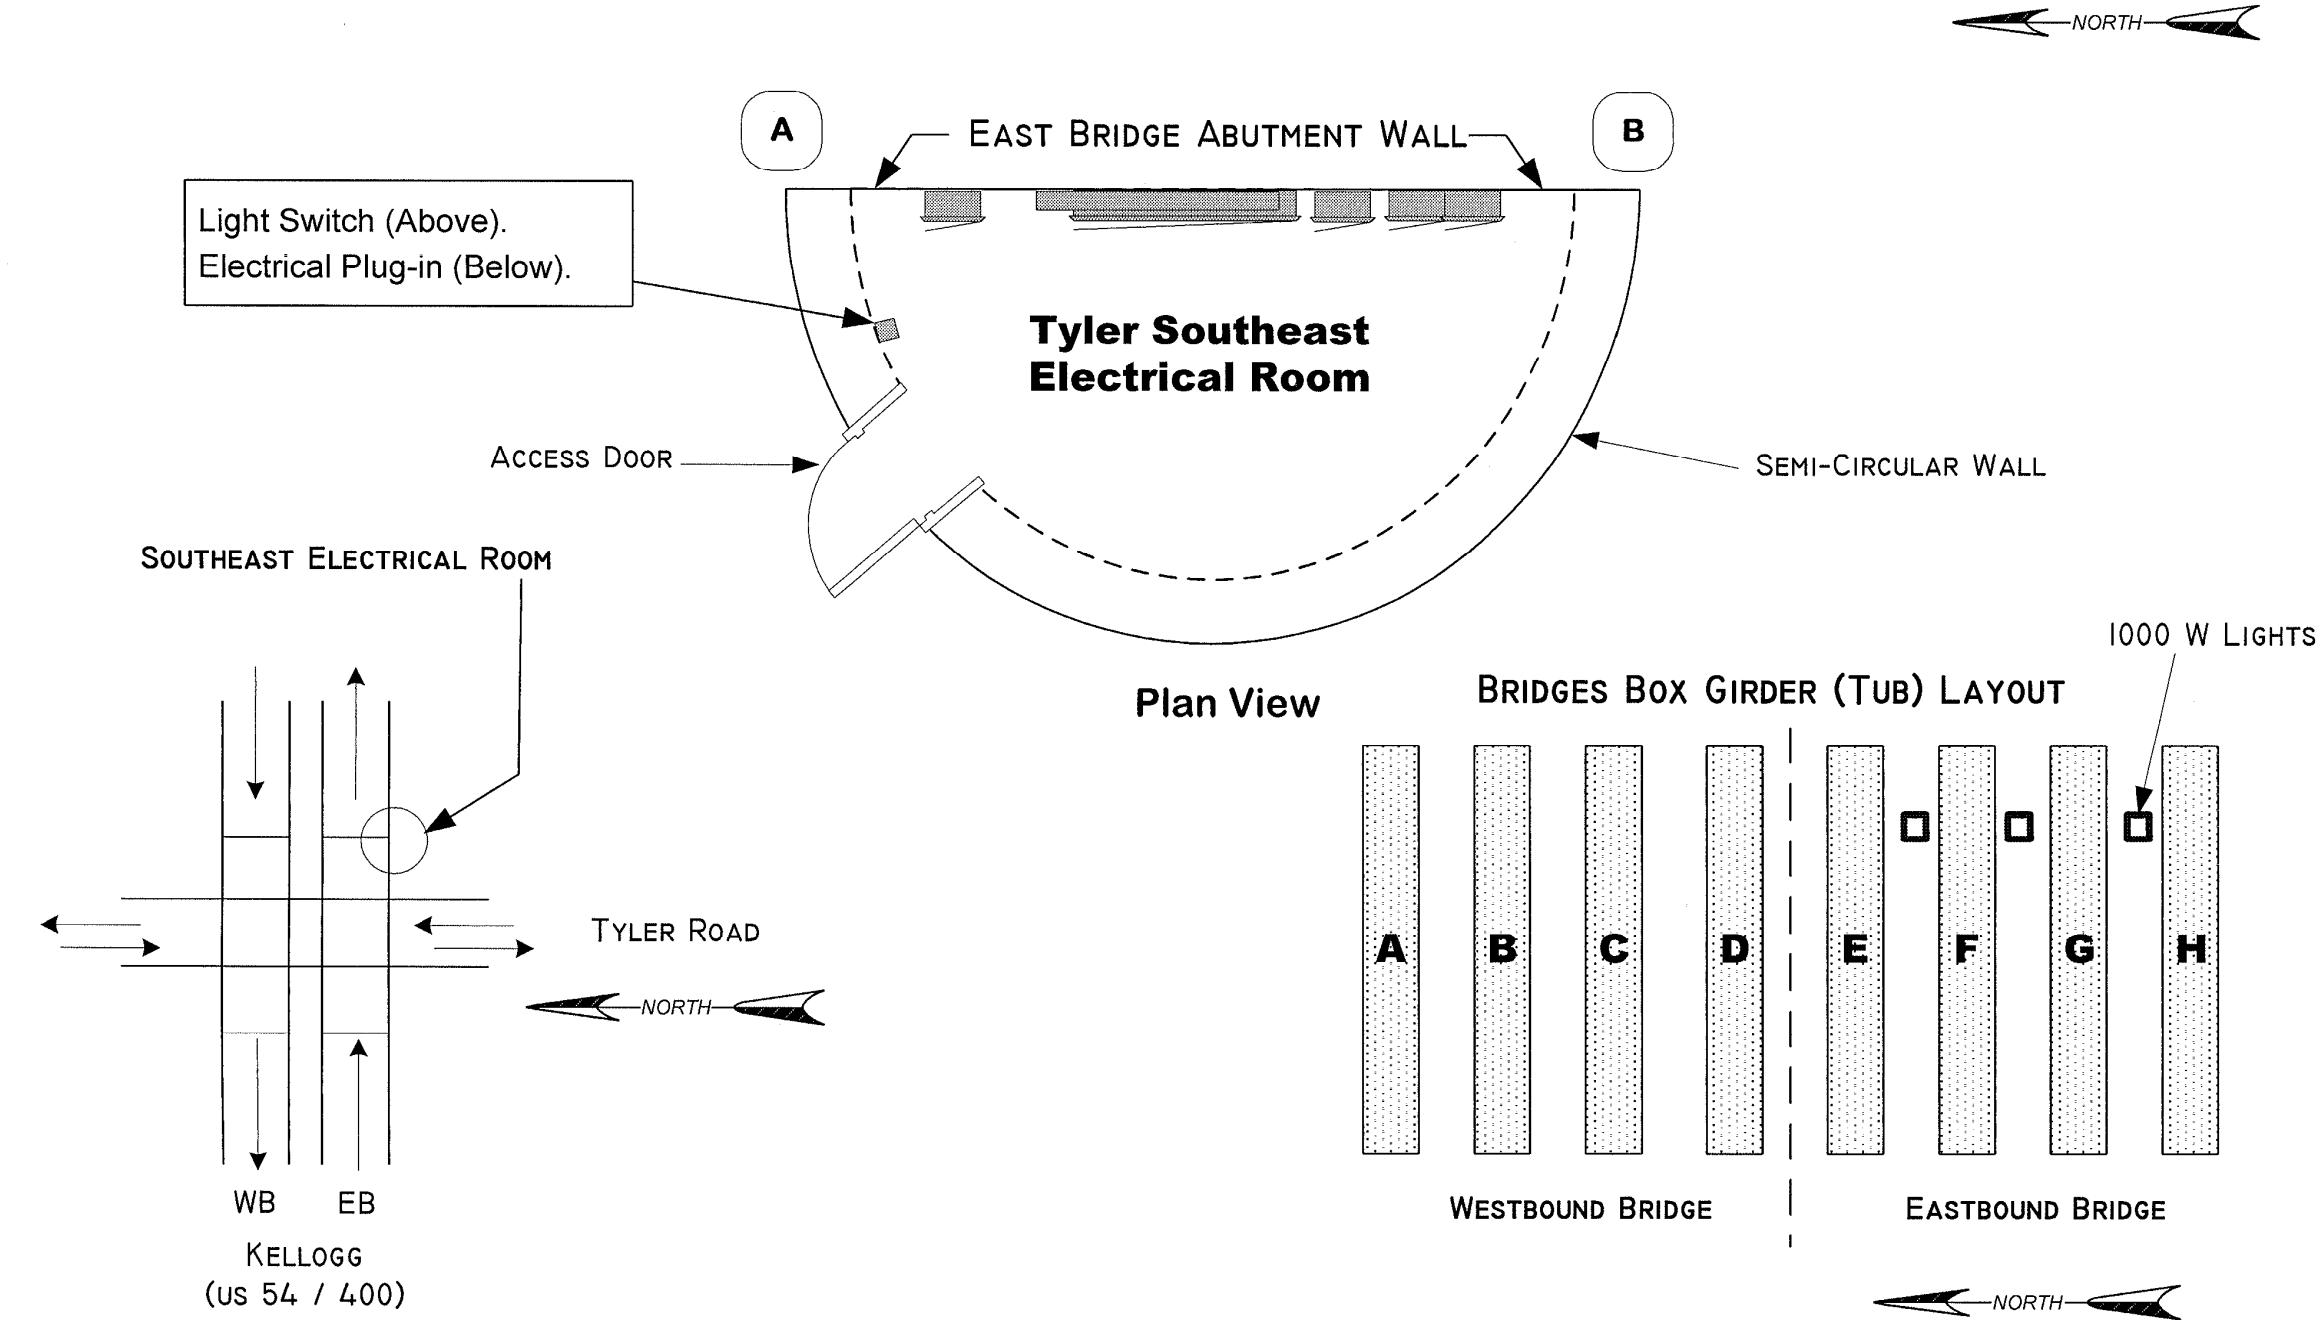 NORTH
A
EAST BRIDGE ABUTMENT WALL
B
Light Switch (Above).
Electrical Plug-in (Below).
Tyler Southeast
Electrical Room
ACCESS DOOR
SEMI-CIRCULAR WALL
SOUTHEAST ELECTRICAL ROOM
1000 W LIGHTS
Plan View
BRIDGES BOX GIRDER (TUB) LAYOUT
TYLER ROAD
NORTH
A B C D E F G H
WB EB
KELLOGG
(US 54 / 400)
WESTBOUND BRIDGE
EASTBOUND BRIDGE
NORTH